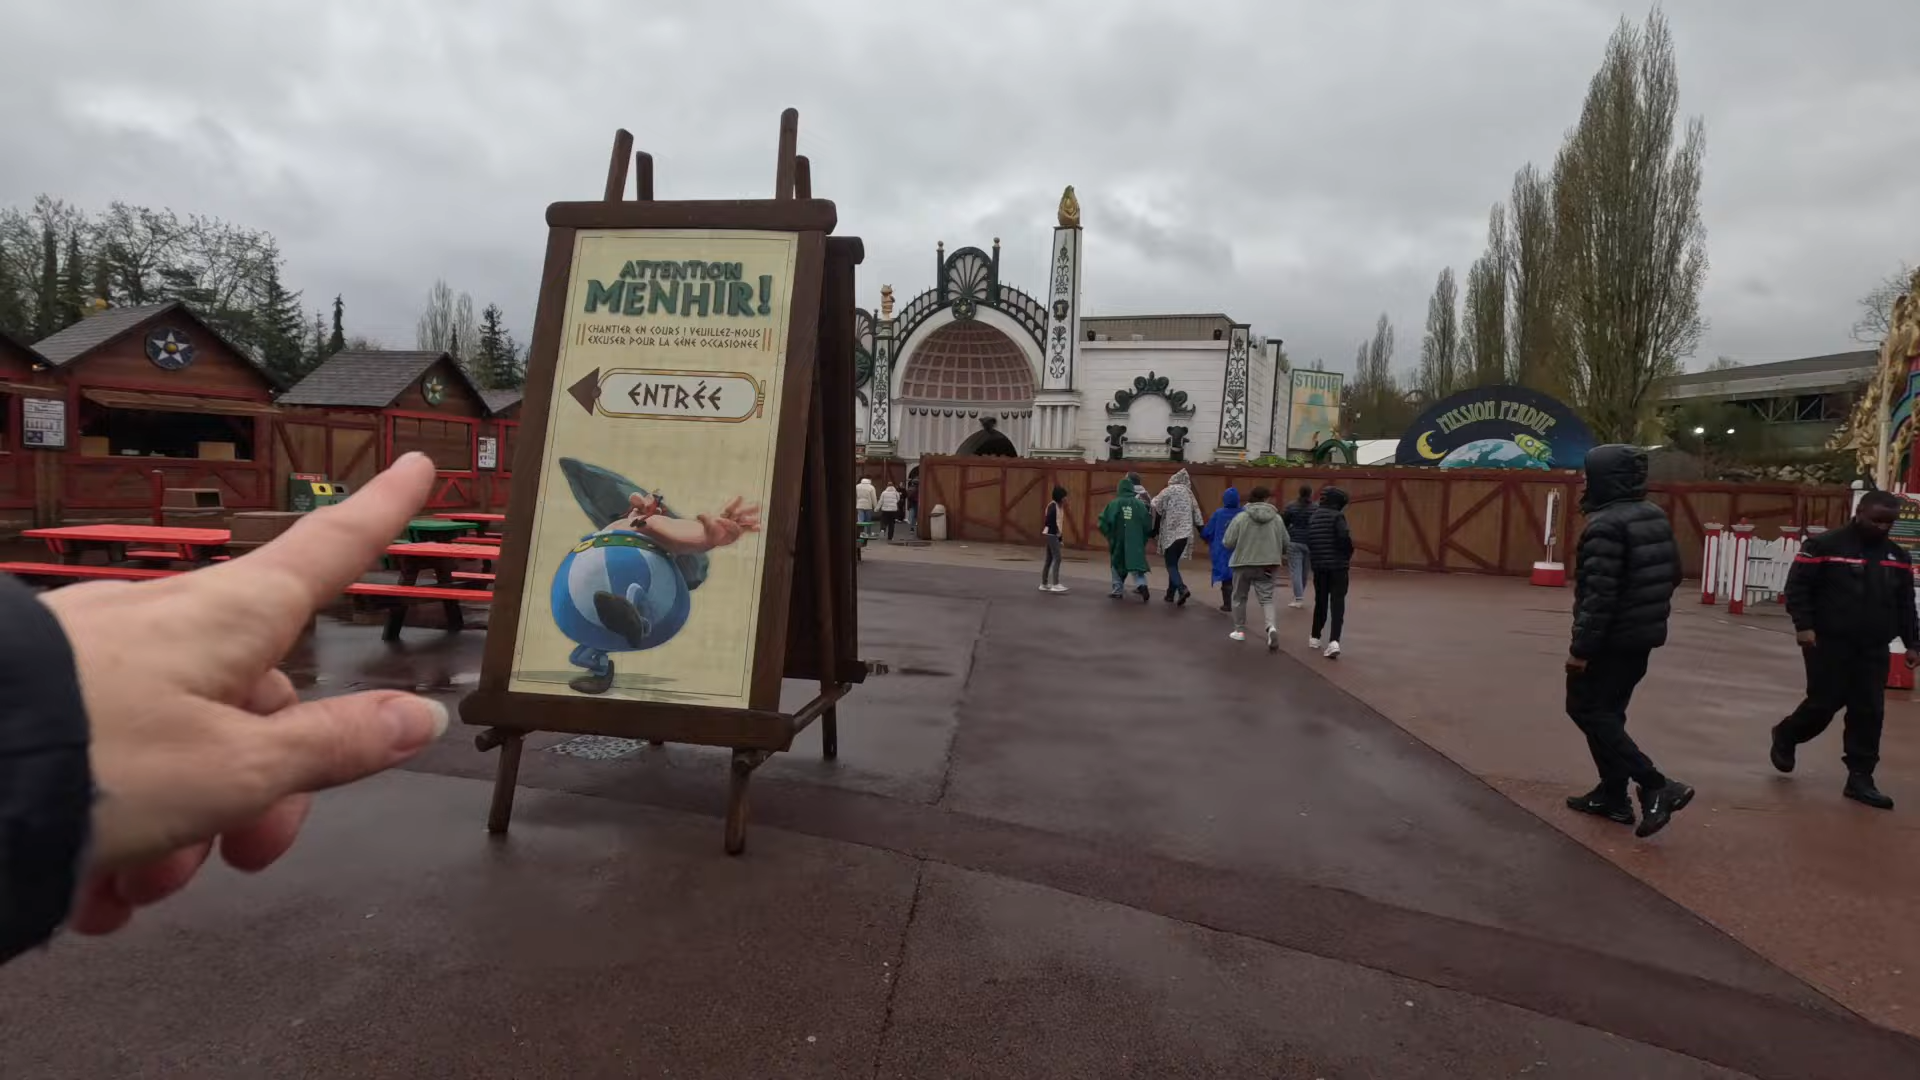 ATTENTION
MENHIR!
CHANTIER EN COURS ! VEUILLEZ-NOUS
EXCUSER POUR LA GÊNE OCCASIONÉE
ENTRÉE
STUDIO
MISSION PERDUE